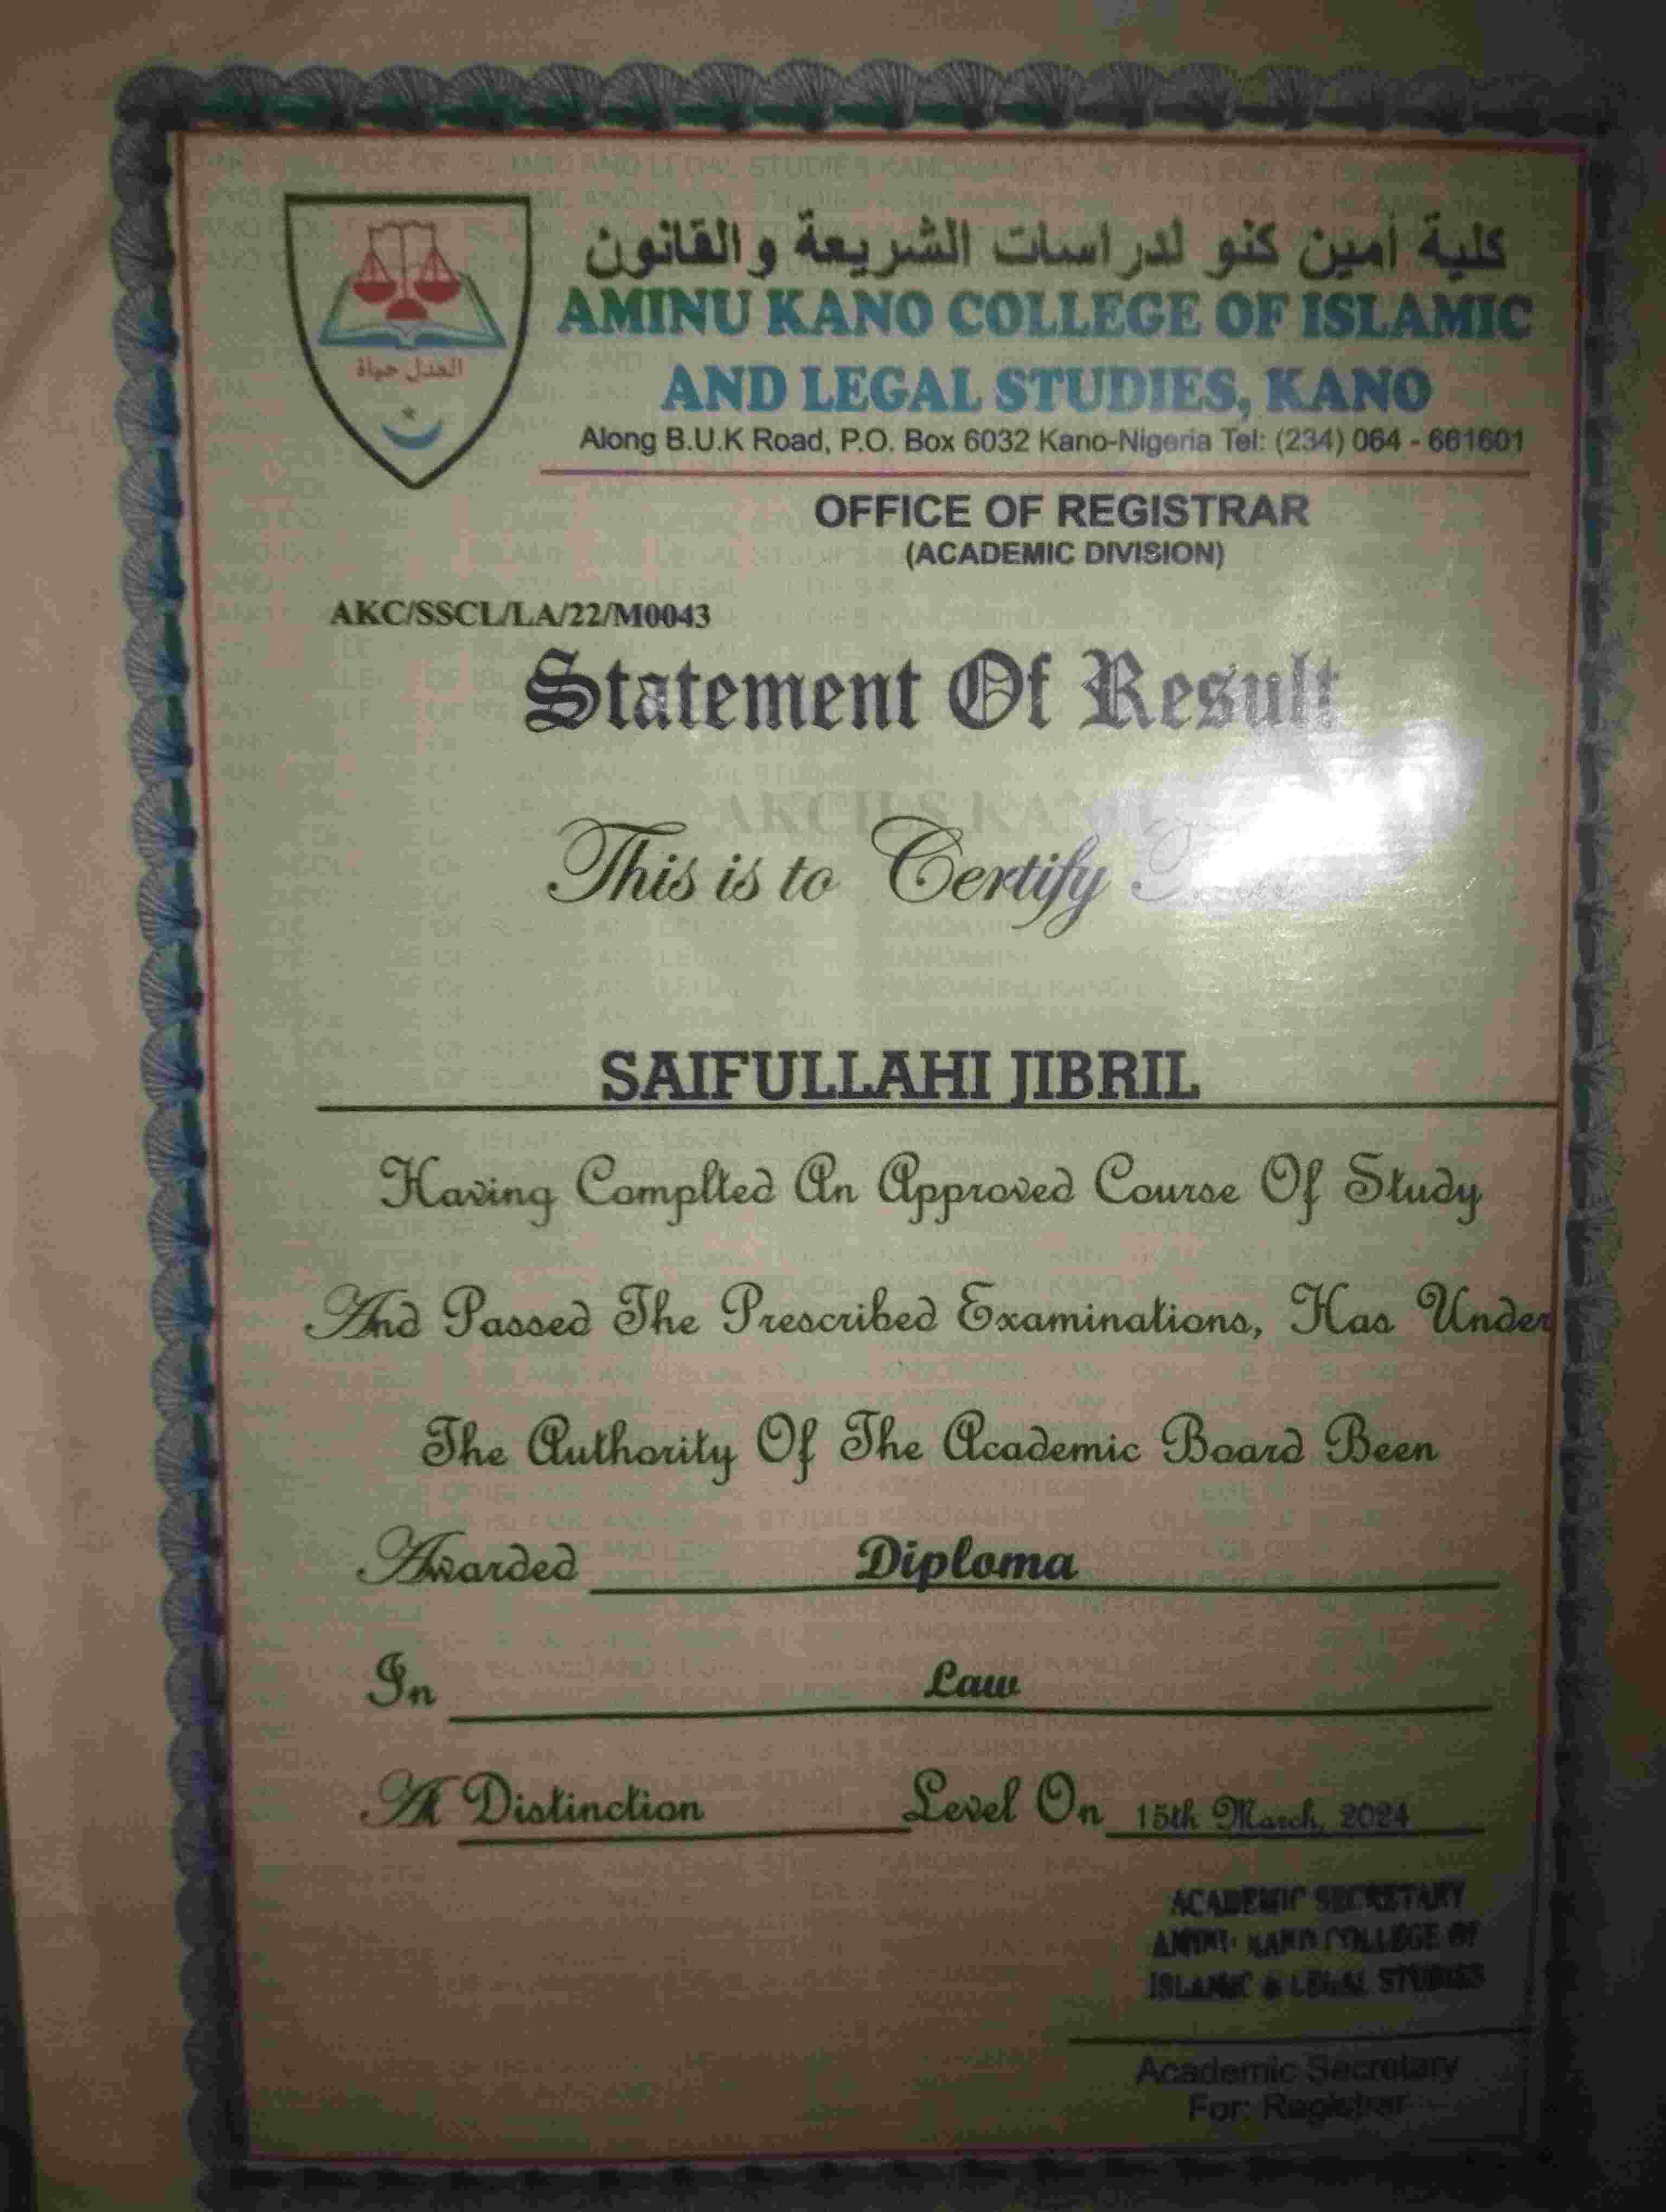 كلية أمين كنو لدراسات الشريعة والقانون
AMINU KANO COLLEGE OF ISLAMIC
AND LEGAL STUDIES, KANO
العدل حياة
Along B.U.K Road, P.O. Box 6032 Kano-Nigeria Tel: (234) 064 - 661601
OFFICE OF REGISTRAR
(ACADEMIC DIVISION)
AKC/SSCL/LA/22/M0043
Statement Of Result
This is to Certify
SAIFULLAHI JIBRIL
Having Complted An Approved Course Of Study
And Passed The Prescribed Examinations, Has Under
The Authority Of The Academic Board Been
Awarded Diploma
In Law
At Distinction Level On 15th March, 2024
ACADEMIC SECRETARY
AMINU KANO COLLEGE OF
ISLAMIC & LEGAL STUDIES
Academic Secretary
For: Registrar